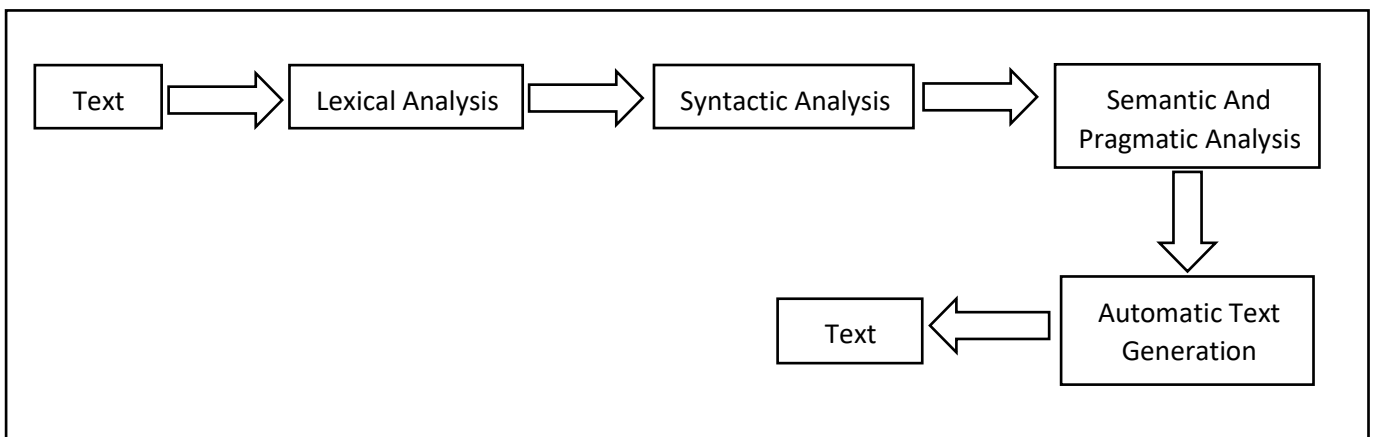 Text
Lexical Analysis
Syntactic Analysis
Semantic And
Pragmatic Analysis
Automatic Text
Generation
Text